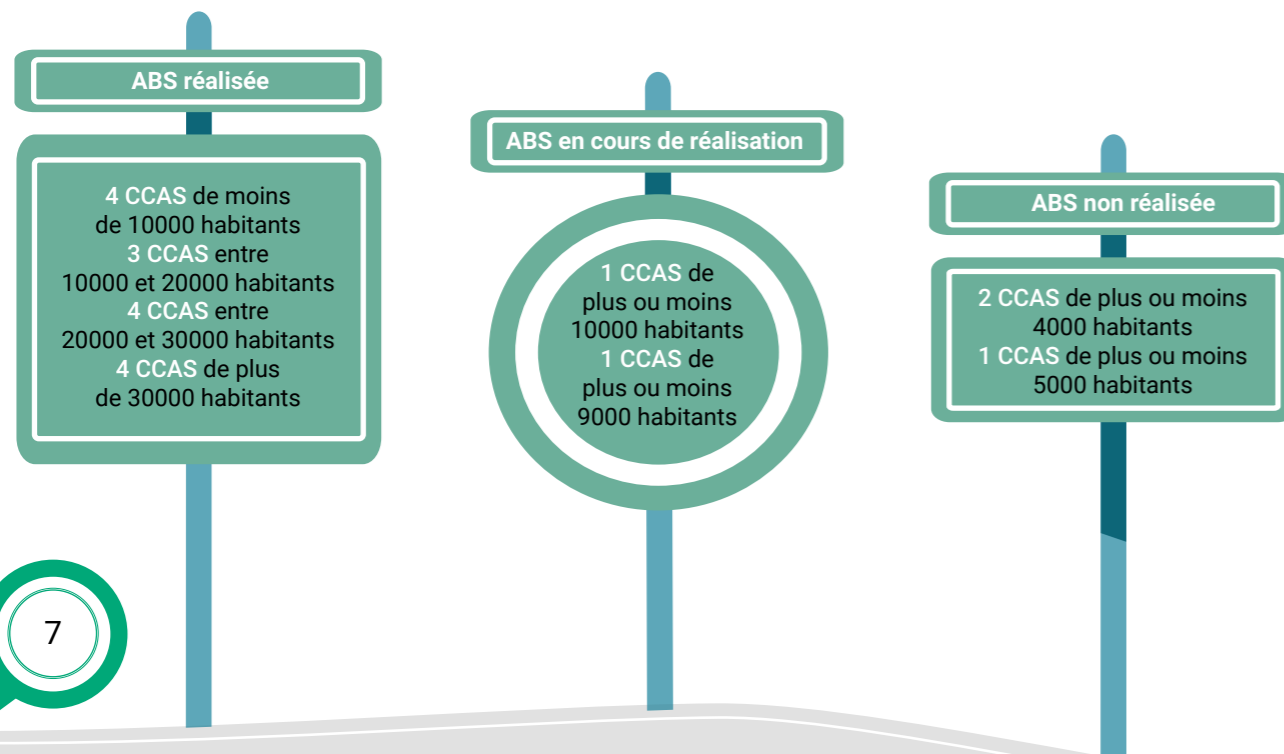 ABS réalisée
4 CCAS de moins
de 10000 habitants
3 CCAS entre
10000 et 20000 habitants
4 CCAS entre
20000 et 30000 habitants
4 CCAS de plus
de 30000 habitants
ABS en cours de réalisation
1 CCAS de
plus ou moins
10000 habitants
1 CCAS de
plus ou moins
9000 habitants
ABS non réalisée
2 CCAS de plus ou moins
4000 habitants
1 CCAS de plus ou moins
5000 habitants
7